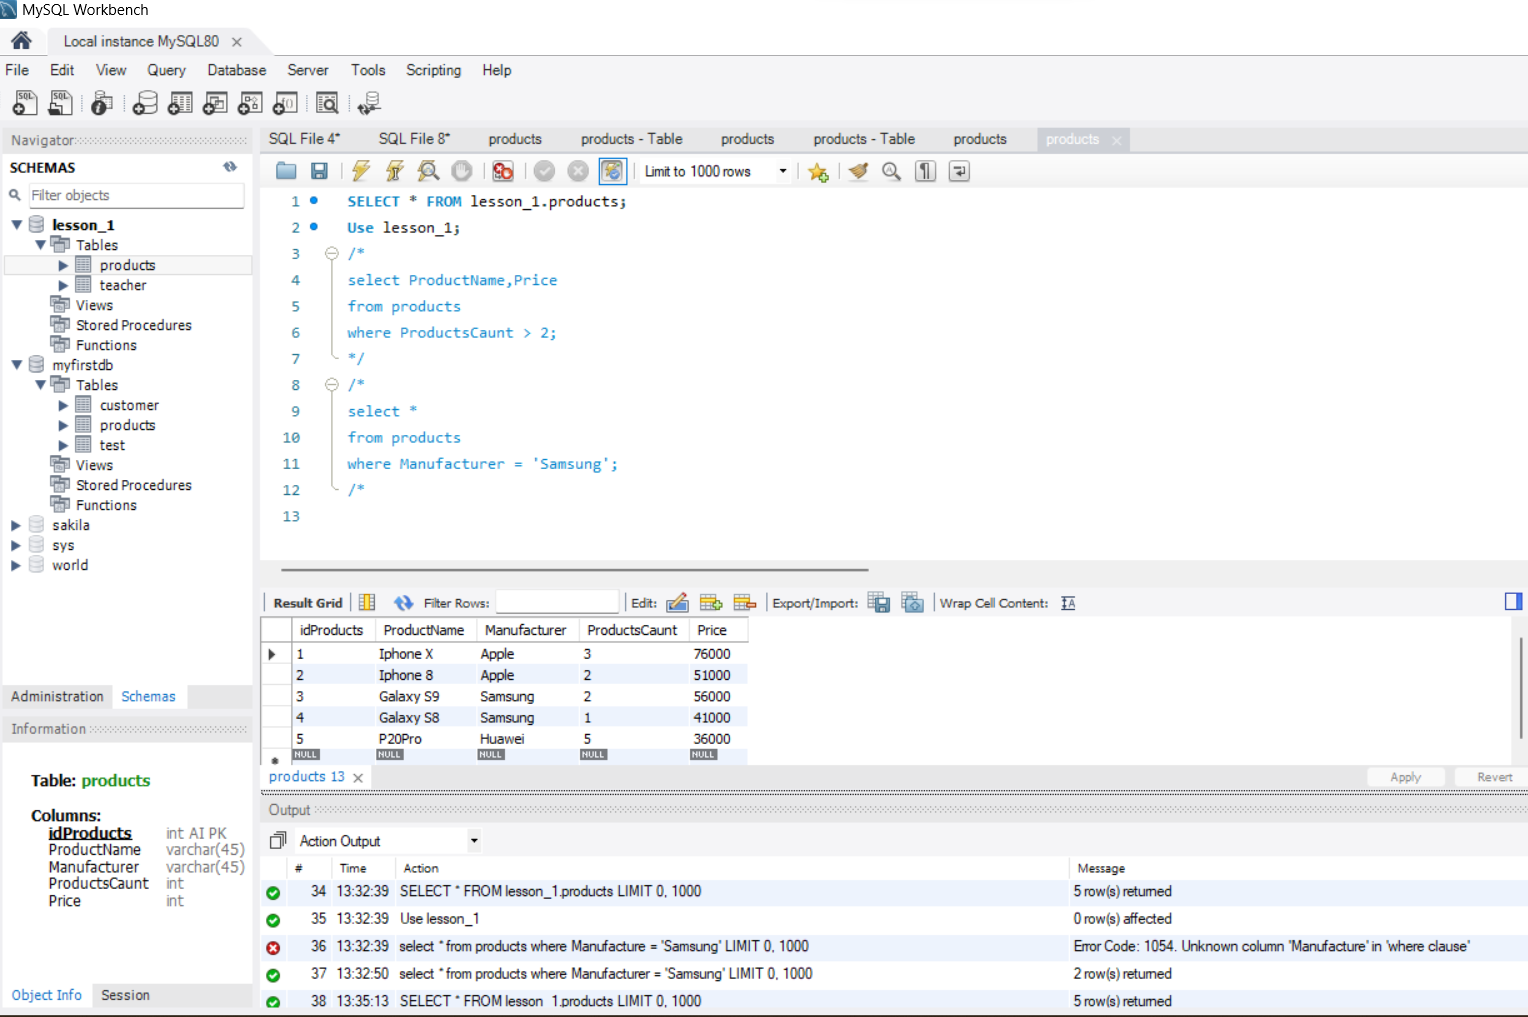 MySQL Workbench
Local instance MySQL80
File Edit View Query Database Server Tools Scripting Help
Navigator
SCHEMAS
Filter objects
lesson_1
Tables
products
teacher
Views
Stored Procedures
Functions
myfirstdb
Tables
customer
products
test
Views
Stored Procedures
Functions
sakila
sys
world
Administration Schemas
Information
Table: products
Columns:
idProducts int AI PK
ProductName varchar(45)
Manufacturer varchar(45)
ProductsCaunt int
Price int
Object Info Session
SQL File 4* SQL File 8* products products - Table products products - Table products products
Limit to 1000 rows
1 SELECT * FROM lesson_1.products;
2 Use lesson_1;
3 /*
4 select ProductName,Price
5 from products
6 where ProductsCaunt > 2;
7 */
8 /*
9 select *
10 from products
11 where Manufacturer = 'Samsung';
12 /*
13
Result Grid Filter Rows: Edit: Export/Import: Wrap Cell Content:
idProducts ProductName Manufacturer ProductsCaunt Price
1 Iphone X Apple 3 76000
2 Iphone 8 Apple 2 51000
3 Galaxy S9 Samsung 2 56000
4 Galaxy S8 Samsung 1 41000
5 P20Pro Huawei 5 36000
NULL NULL NULL NULL NULL
products 13 Apply Revert
Output
Action Output
# Time Action Message
34 13:32:39 SELECT * FROM lesson_1.products LIMIT 0, 1000 5 row(s) returned
35 13:32:39 Use lesson_1 0 row(s) affected
36 13:32:39 select * from products where Manufacture = 'Samsung' LIMIT 0, 1000 Error Code: 1054. Unknown column 'Manufacture' in 'where clause'
37 13:32:50 select * from products where Manufacturer = 'Samsung' LIMIT 0, 1000 2 row(s) returned
38 13:35:13 SELECT * FROM lesson_1.products LIMIT 0, 1000 5 row(s) returned